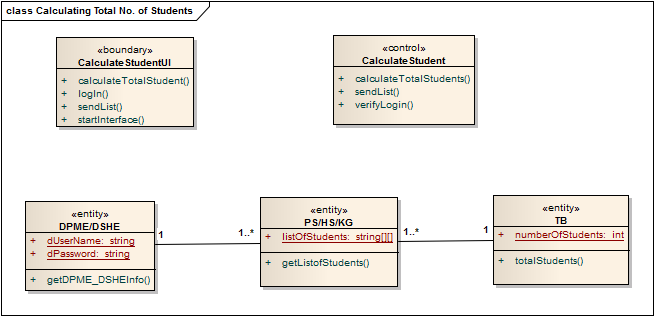 class Calculating Total No. of Students
«boundary»
CalculateStudentUI
+ calculateTotalStudent()
+ logIn()
+ sendList()
+ startInterface()
«control»
CalculateStudent
+ calculateTotalStudents()
+ sendList()
+ verifyLogin()
«entity»
DPME/DSHE
+ dUserName: string
+ dPassword: string
+ getDPME_DSHEInfo()
1
1..*
«entity»
PS/HS/KG
+ listOfStudents: string[][]
+ getListofStudents()
1..*
1
«entity»
TB
+ numberOfStudents: int
+ totalStudents()